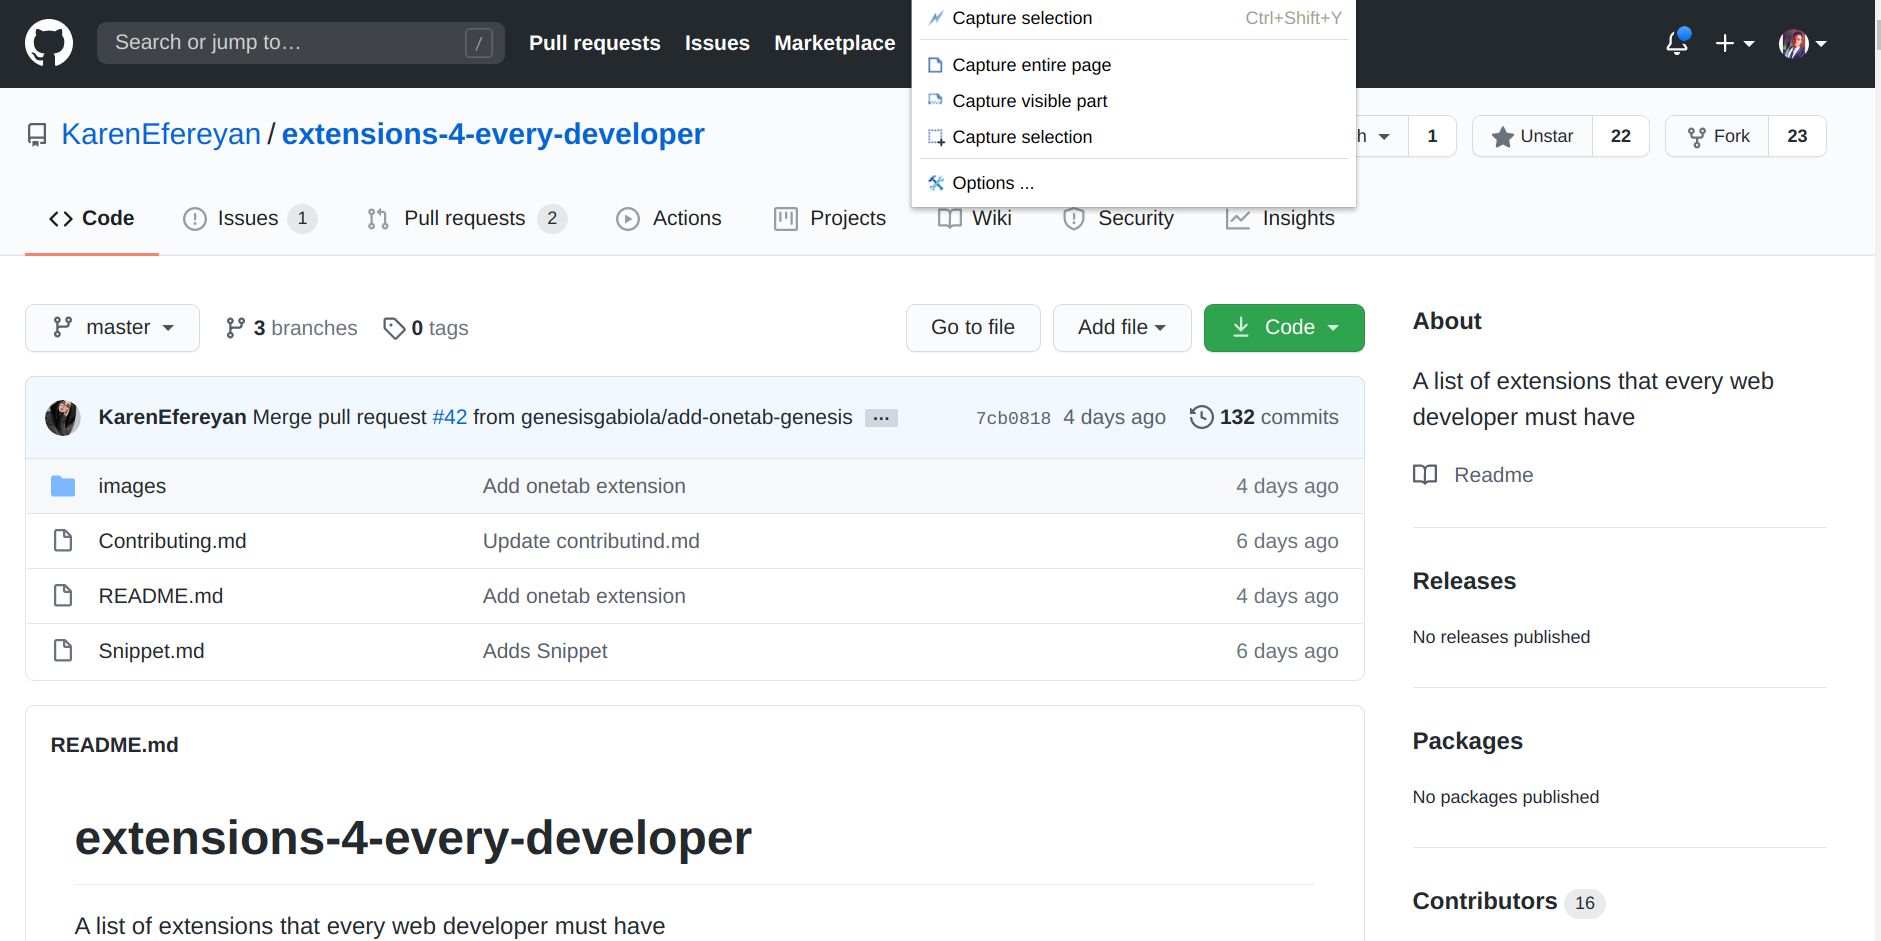 Search or jump to…
/
Pull requests
Issues
Marketplace
Capture selection Ctrl+Shift+Y
Capture entire page
Capture visible part
Capture selection
Options ...
KarenEfereyan / extensions-4-every-developer
h 1
Unstar 22
Fork 23
Code
Issues 1
Pull requests 2
Actions
Projects
Wiki
Security
Insights
master
3 branches
0 tags
Go to file
Add file
Code
KarenEfereyan Merge pull request #42 from genesisgabiola/add-onetab-genesis ... 7cb0818 4 days ago 132 commits
images Add onetab extension 4 days ago
Contributing.md Update contributind.md 6 days ago
README.md Add onetab extension 4 days ago
Snippet.md Adds Snippet 6 days ago
README.md
extensions-4-every-developer
A list of extensions that every web developer must have
About
A list of extensions that every web
developer must have
Readme
Releases
No releases published
Packages
No packages published
Contributors 16